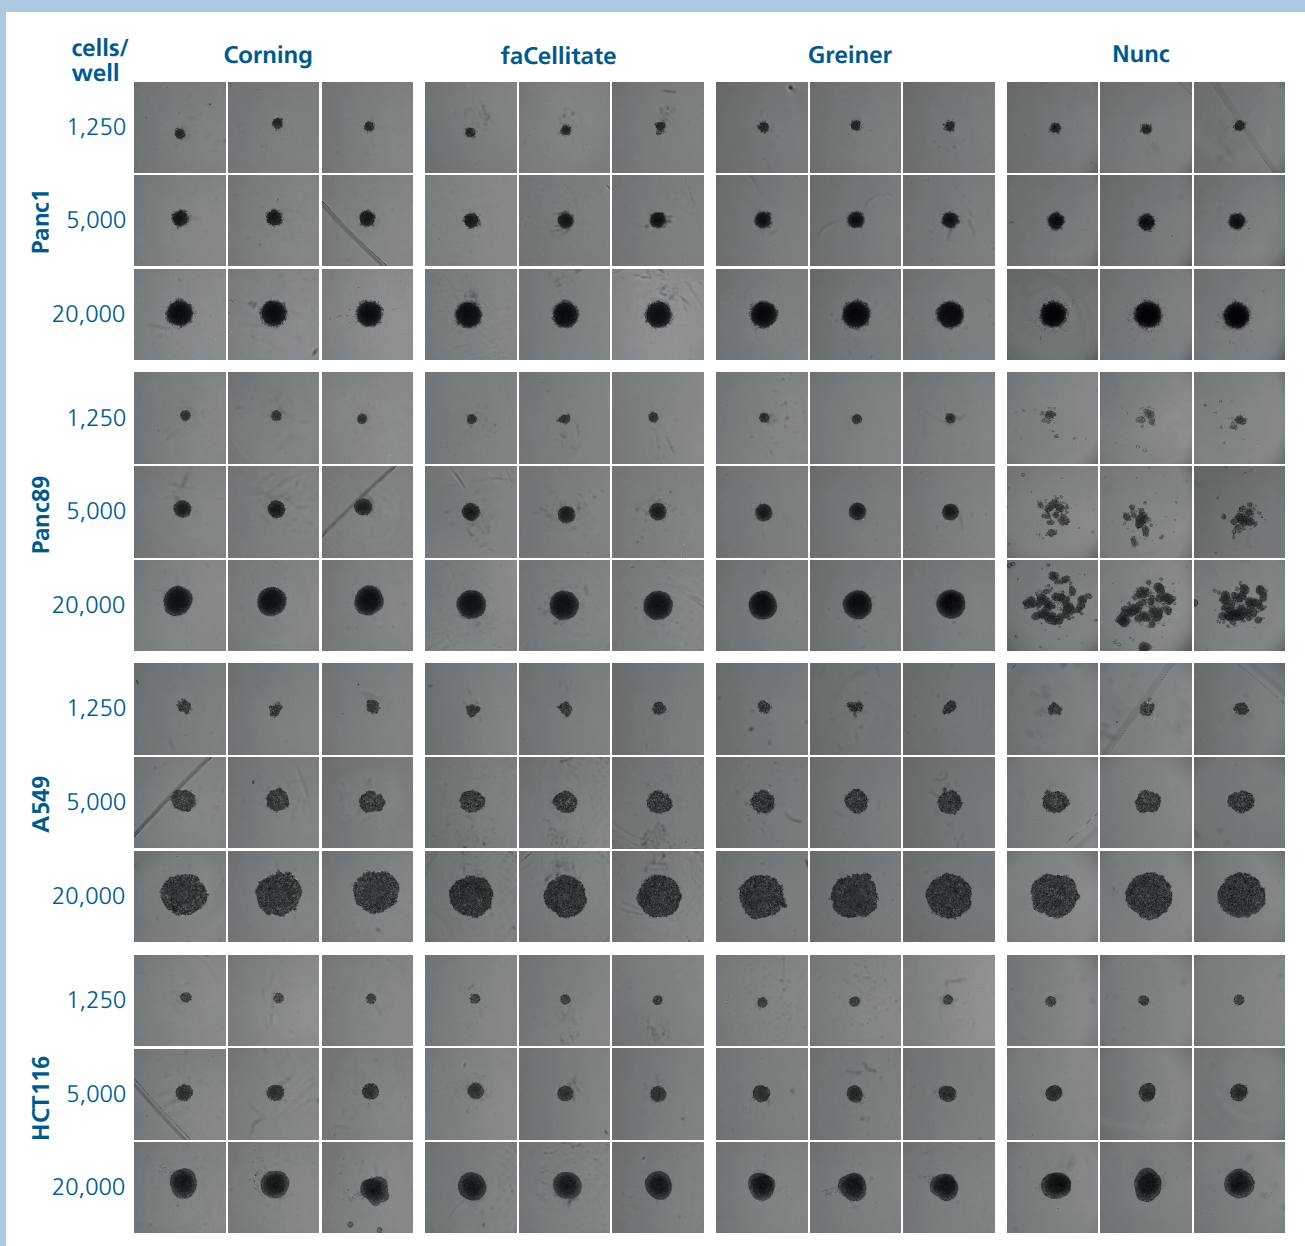 cells/
well
Corning
faCellitate
Greiner
Nunc
Panc1
1,250
5,000
20,000
Panc89
1,250
5,000
20,000
A549
1,250
5,000
20,000
HCT116
1,250
5,000
20,000